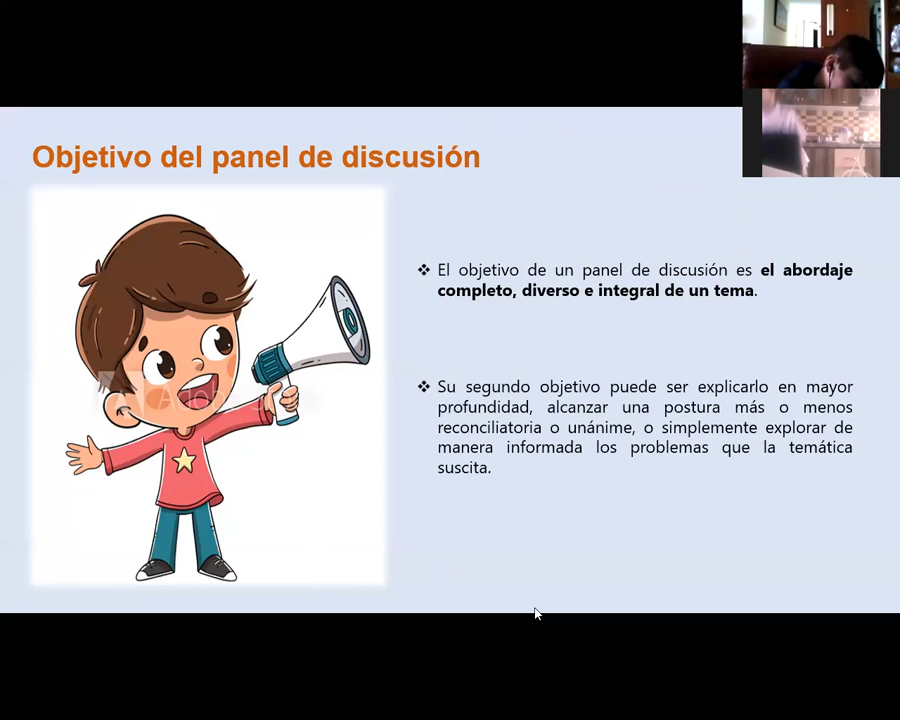 Objetivo del panel de discusión
❖ El objetivo de un panel de discusión es el abordaje
completo, diverso e integral de un tema.
❖ Su segundo objetivo puede ser explicarlo en mayor
profundidad, alcanzar una postura más o menos
reconciliatoria o unánime, o simplemente explorar de
manera informada los problemas que la temática
suscita.